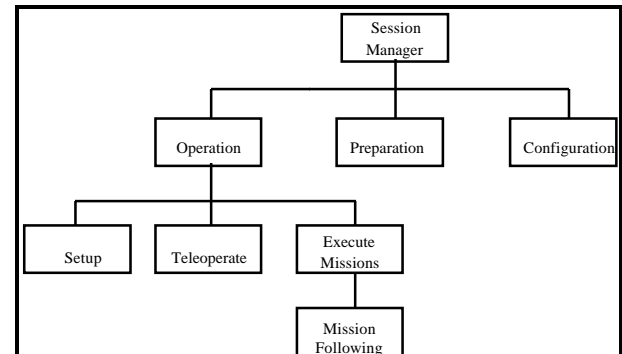 Session
Manager
Operation
Preparation
Configuration
Setup
Teleoperate
Execute
Missions
Mission
Following